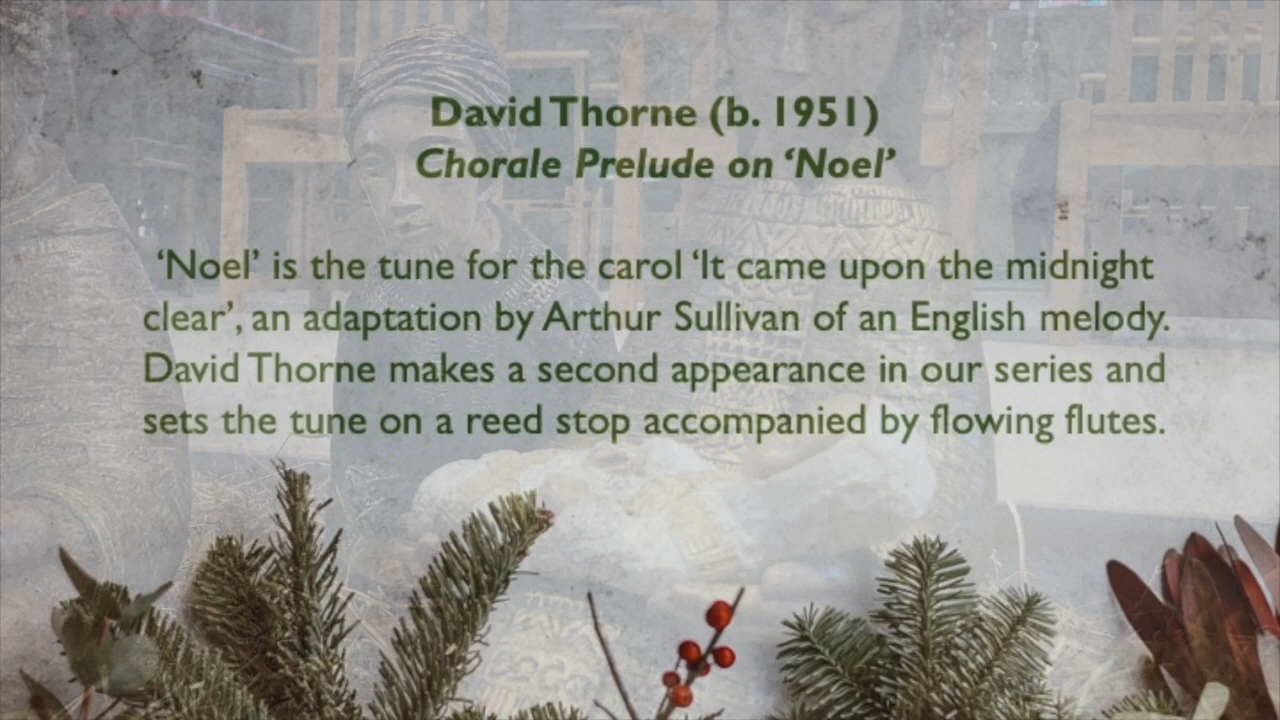 David Thorne (b. 1951)
Chorale Prelude on ‘Noel’
‘Noel’ is the tune for the carol ‘It came upon the midnight
clear’, an adaptation by Arthur Sullivan of an English melody.
David Thorne makes a second appearance in our series and
sets the tune on a reed stop accompanied by flowing flutes.